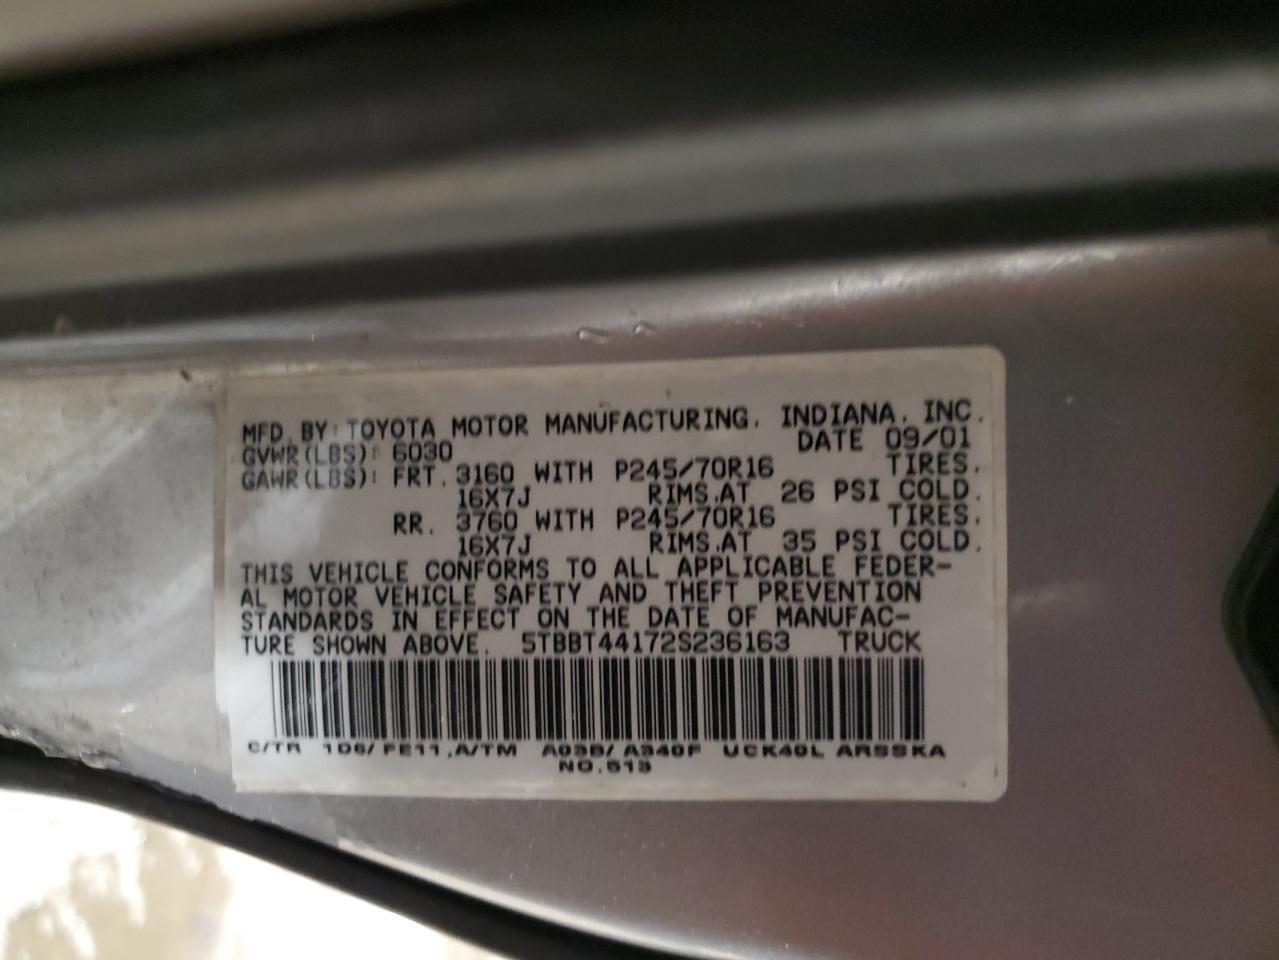 MFD. BY: TOYOTA MOTOR MANUFACTURING, INDIANA, INC.
GVWR(LBS): 6030 DATE 09/01
GAWR(LBS): FRT. 3160 WITH P245/70R16 TIRES,
16X7J RIMS,AT 26 PSI COLD.
RR. 3760 WITH P245/70R16 TIRES,
16X7J RIMS,AT 35 PSI COLD.
THIS VEHICLE CONFORMS TO ALL APPLICABLE FEDER-
AL MOTOR VEHICLE SAFETY AND THEFT PREVENTION
STANDARDS IN EFFECT ON THE DATE OF MANUFAC-
TURE SHOWN ABOVE. 5TBBT44172S236163 TRUCK
C/TR 1D6/FE11,A/TM A03B/A340F UCK40L ARSSKA
NO.513